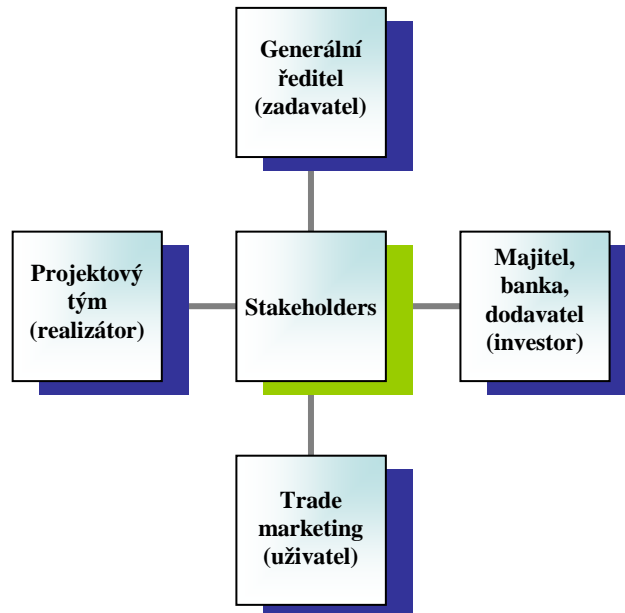 Generální
ředitel
(zadavatel)
Projektový
tým
(realizátor)
Stakeholders
Majitel,
banka,
dodavatel
(investor)
Trade
marketing
(uživatel)